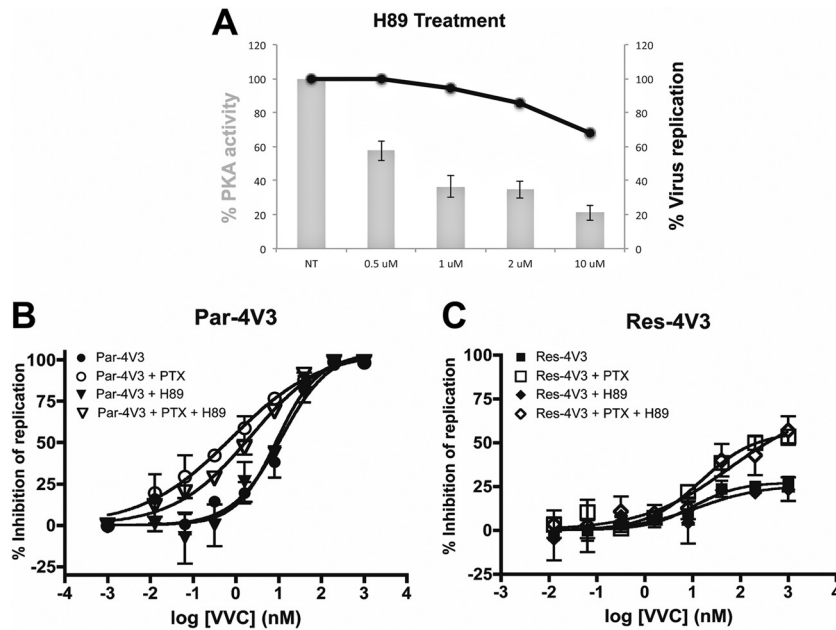 A
H89 Treatment
120
100
80
60
40
20
0
% PKA activity
120
100
80
60
40
20
0
% Virus replication
NT
0.5 uM
1 uM
2 uM
10 uM
B
Par-4V3
100
75
50
25
0
-25
% Inhibition of replication
Par-4V3
Par-4V3 + PTX
Par-4V3 + H89
Par-4V3 + PTX + H89
-4 -3 -2 -1 0 1 2 3 4
log [VVC] (nM)
C
Res-4V3
100
75
50
25
0
-25
% Inhibition of replication
Res-4V3
Res-4V3 + PTX
Res-4V3 + H89
Res-4V3 + PTX + H89
-3 -2 -1 0 1 2 3 4
log [VVC] (nM)